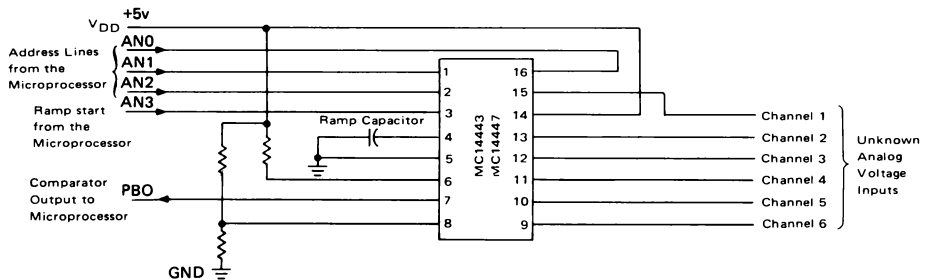 +5v
VDD
AN0
Address Lines
from the
Microprocessor
AN1
AN2
AN3
Ramp start
from the
Microprocessor
Ramp Capacitor
Comparator
Output to
Microprocessor
PBO
GND
1
2
3
4
5
6
7
8
MC14443
MC14447
16
15
14
13
12
11
10
9
Channel 1
Channel 2
Channel 3
Channel 4
Channel 5
Channel 6
Unknown
Analog
Voltage
Inputs